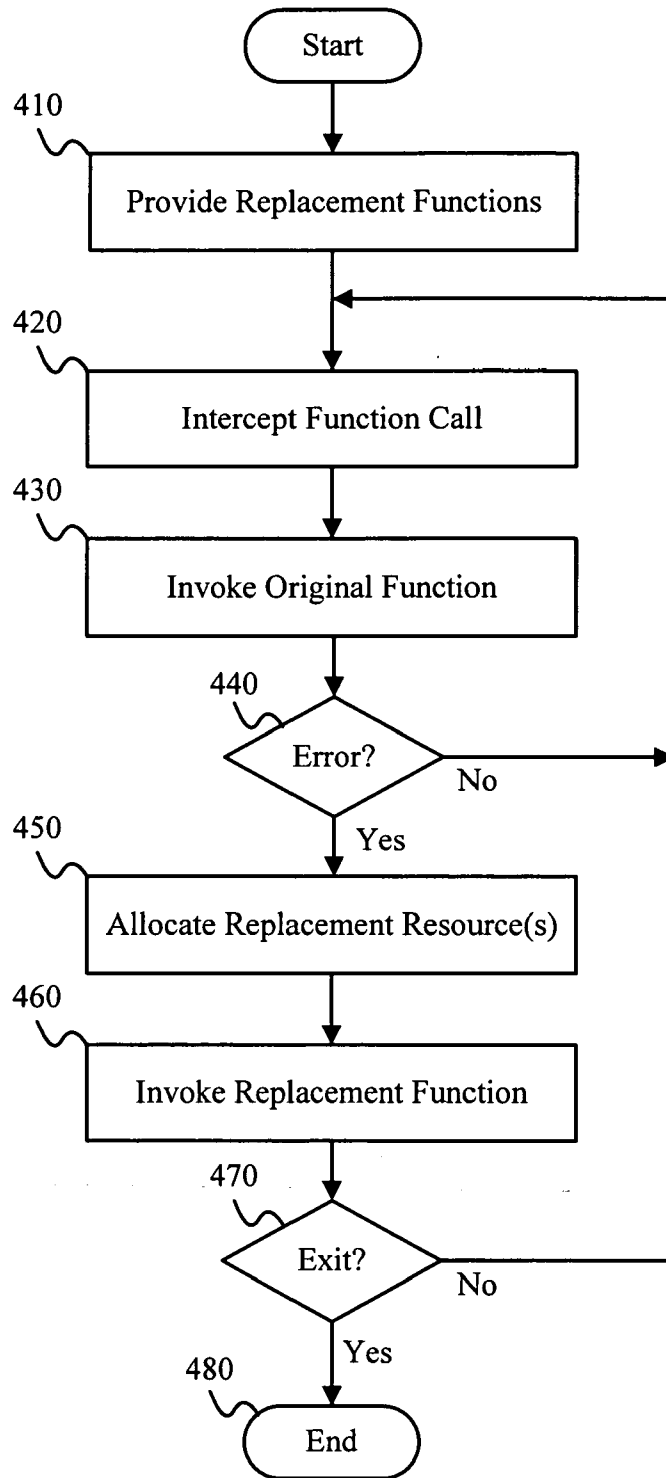 Start
410
Provide Replacement Functions
420
Intercept Function Call
430
Invoke Original Function
440
Error?
No
Yes
450
Allocate Replacement Resource(s)
460
Invoke Replacement Function
470
Exit?
No
Yes
480
End